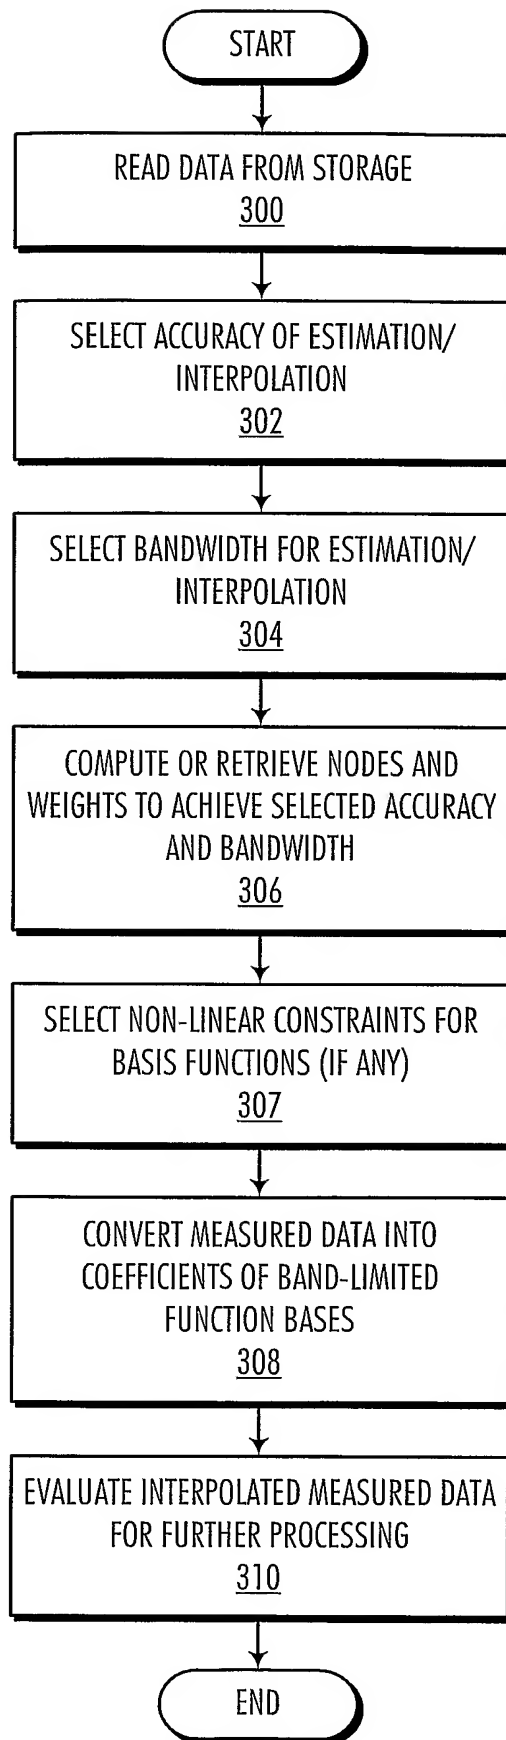 START
READ DATA FROM STORAGE
300
SELECT ACCURACY OF ESTIMATION/
INTERPOLATION
302
SELECT BANDWIDTH FOR ESTIMATION/
INTERPOLATION
304
COMPUTE OR RETRIEVE NODES AND
WEIGHTS TO ACHIEVE SELECTED ACCURACY
AND BANDWIDTH
306
SELECT NON-LINEAR CONSTRAINTS FOR
BASIS FUNCTIONS (IF ANY)
307
CONVERT MEASURED DATA INTO
COEFFICIENTS OF BAND-LIMITED
FUNCTION BASES
308
EVALUATE INTERPOLATED MEASURED DATA
FOR FURTHER PROCESSING
310
END